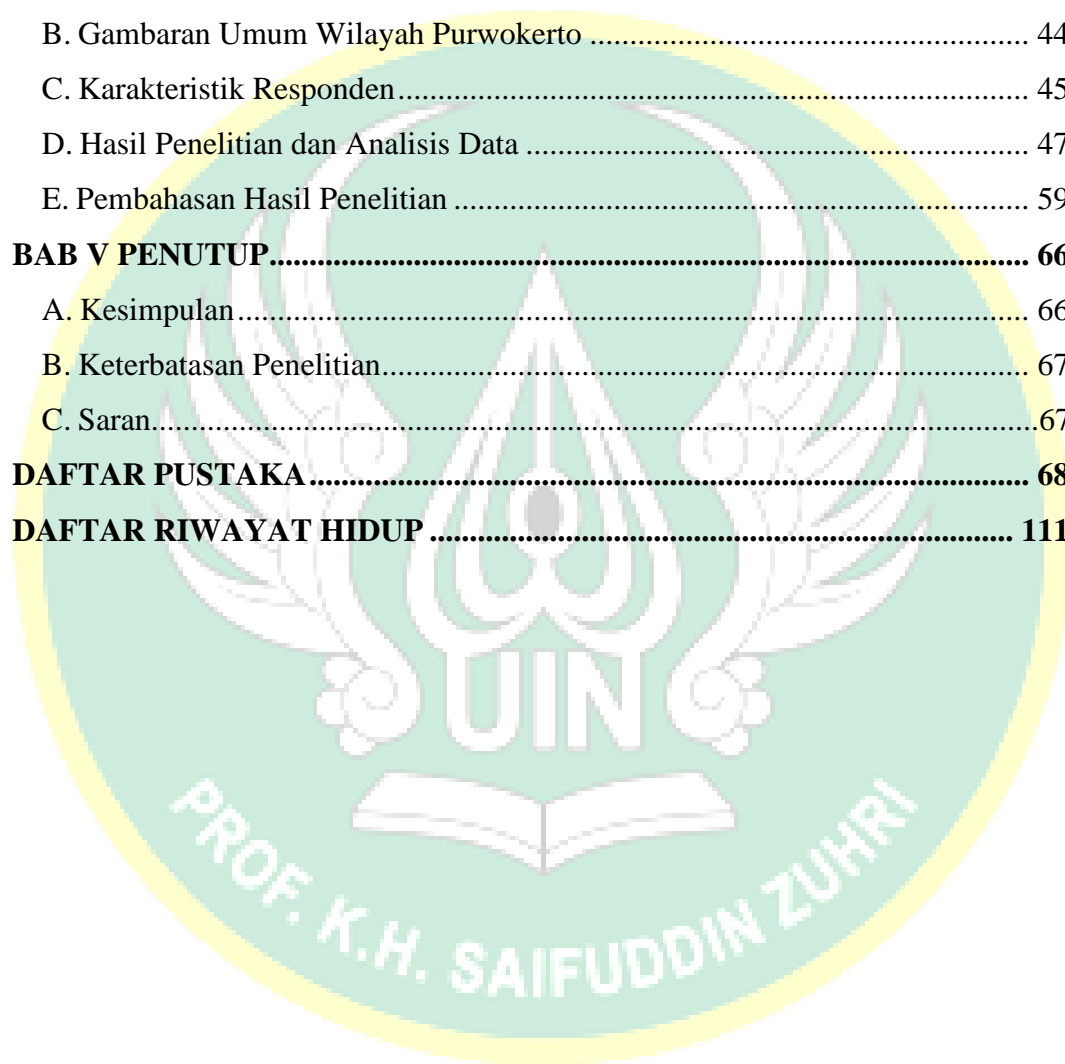 B. Gambaran Umum Wilayah Purwokerto ............................................................ 44
C. Karakteristik Responden ............................................................ 45
D. Hasil Penelitian dan Analisis Data ............................................................ 47
E. Pembahasan Hasil Penelitian ............................................................ 59
BAB V PENUTUP ............................................................ 66
A. Kesimpulan ............................................................ 66
B. Keterbatasan Penelitian ............................................................ 67
C. Saran ............................................................ 67
DAFTAR PUSTAKA ............................................................ 68
DAFTAR RIWAYAT HIDUP ............................................................ 111
UIN
PROF. K.H. SAIFUDDIN ZUHRI